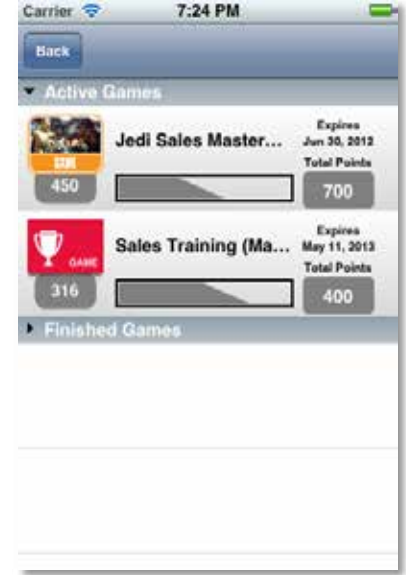 Carrier 7:24 PM
Back
Active Games
Jedi Sales Master...
Expires
Jun 30, 2012
Total Points
SIM
450
700
Sales Training (Ma...
Expires
May 11, 2013
Total Points
GAME
316
400
Finished Games